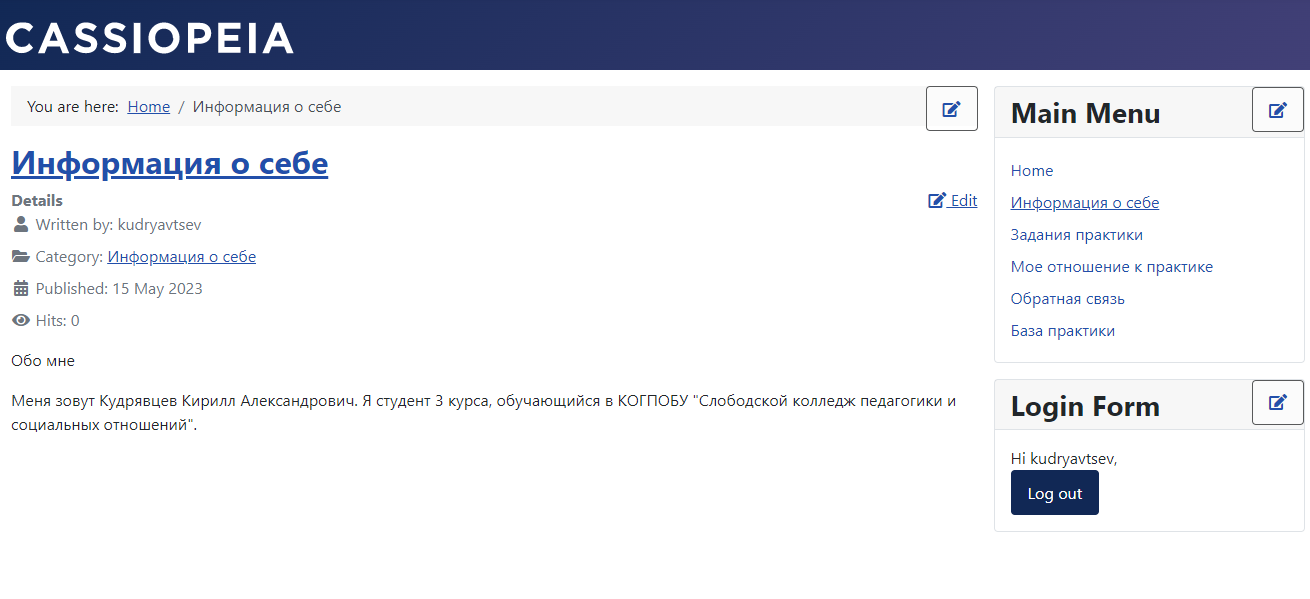 CASSIOPEIA
You are here: Home / Информация о себе
Информация о себе
Details
Edit
Written by: kudryavtsev
Category: Информация о себе
Published: 15 May 2023
Hits: 0
Обо мне
Меня зовут Кудрявцев Кирилл Александрович. Я студент 3 курса, обучающийся в КОГПОБУ "Слободской колледж педагогики и
социальных отношений".
Main Menu
Home
Информация о себе
Задания практики
Мое отношение к практике
Обратная связь
База практики
Login Form
Hi kudryavtsev,
Log out